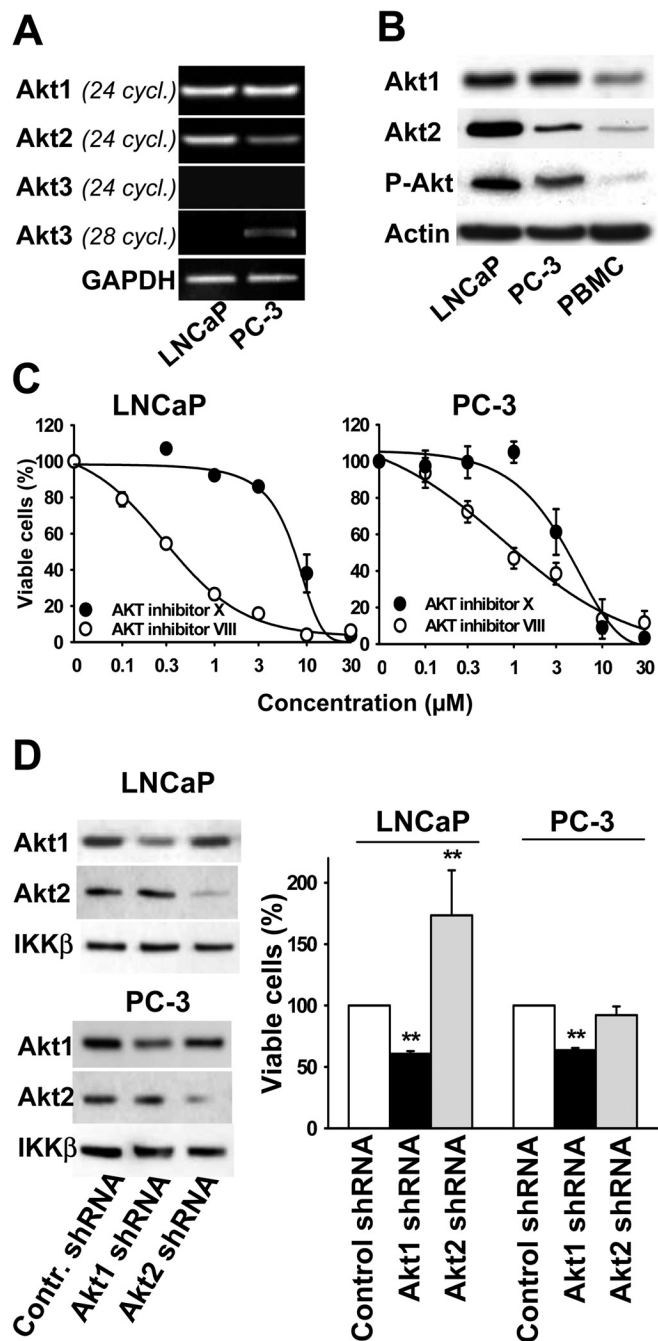 A
Akt1 (24 cycl.)
Akt2 (24 cycl.)
Akt3 (24 cycl.)
Akt3 (28 cycl.)
GAPDH
LNCaP
PC-3
B
Akt1
Akt2
P-Akt
Actin
LNCaP
PC-3
PBMC
C
LNCaP
Viable cells (%)
120
100
80
60
40
20
0
AKT inhibitor X
AKT inhibitor VIII
0 0.1 0.3 1 3 10 30
PC-3
120
100
80
60
40
20
0
AKT inhibitor X
AKT inhibitor VIII
0 0.1 0.3 1 3 10 30
Concentration (µM)
D
LNCaP
Akt1
Akt2
IKKβ
PC-3
Akt1
Akt2
IKKβ
Contr. shRNA
Akt1 shRNA
Akt2 shRNA
LNCaP
PC-3
Viable cells (%)
200
150
100
50
0
**
**
**
Control shRNA
Akt1 shRNA
Akt2 shRNA
Control shRNA
Akt1 shRNA
Akt2 shRNA